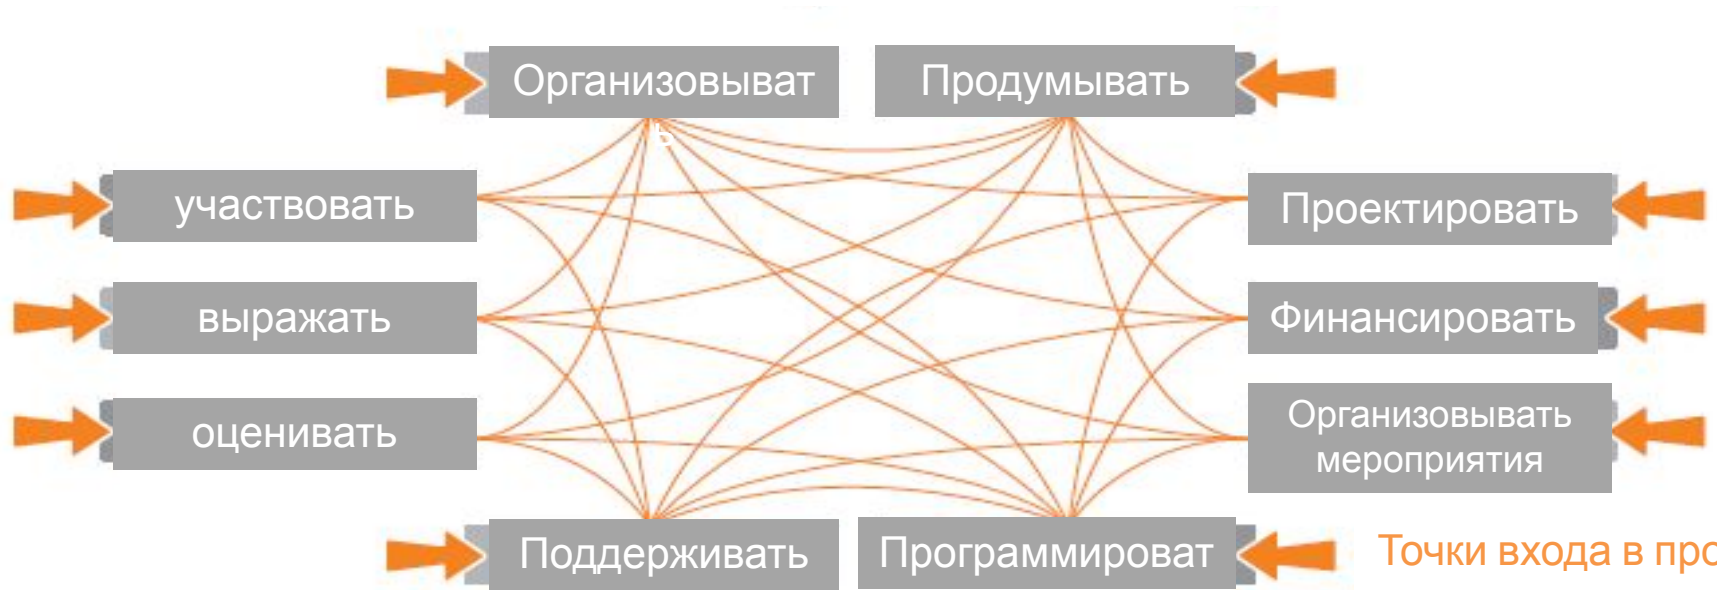 Организовыват
ь
Продумывать
участвовать
Проектировать
выражать
Финансировать
оценивать
Организовывать
мероприятия
Поддерживать
Программироват
Точки входа в про